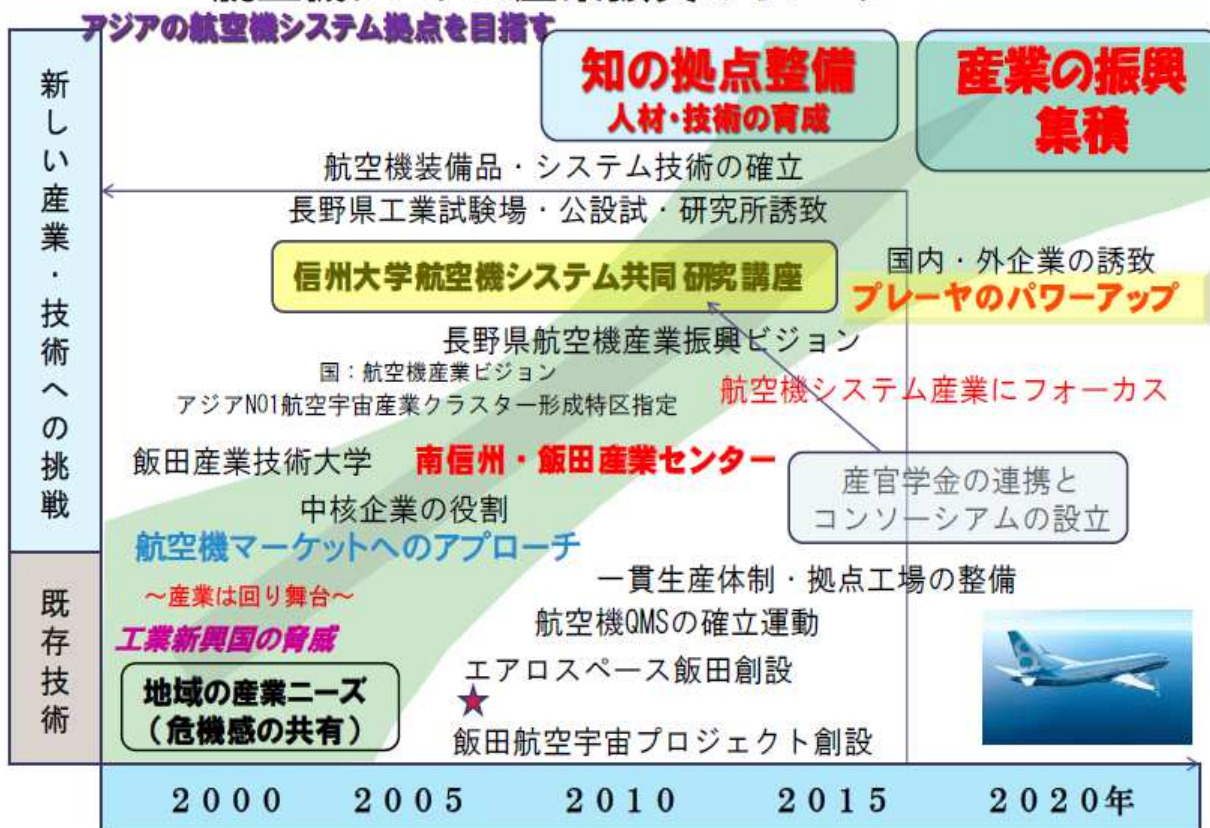 アジアの航空機システム拠点を目指す
知の拠点整備
人材・技術の育成
産業の振興
集積
新しい産業・技術への挑戦
航空機装備品・システム技術の確立
長野県工業試験場・公設試・研究所誘致
信州大学航空機システム共同研究講座
国内・外企業の誘致
プレーヤのパワーアップ
長野県航空機産業振興ビジョン
国：航空機産業ビジョン
アジアNO1航空宇宙産業クラスター形成特区指定
航空機システム産業にフォーカス
飯田産業技術大学
南信州・飯田産業センター
産官学金の連携と
コンソーシアムの設立
中核企業の役割
航空機マーケットへのアプローチ
既存技術
～産業は回り舞台～
工業新興国の脅威
地域の産業ニーズ
（危機感の共有）
一貫生産体制・拠点工場の整備
航空機QMSの確立運動
エアロスペース飯田創設
飯田航空宇宙プロジェクト創設
2000 2005 2010 2015 2020年